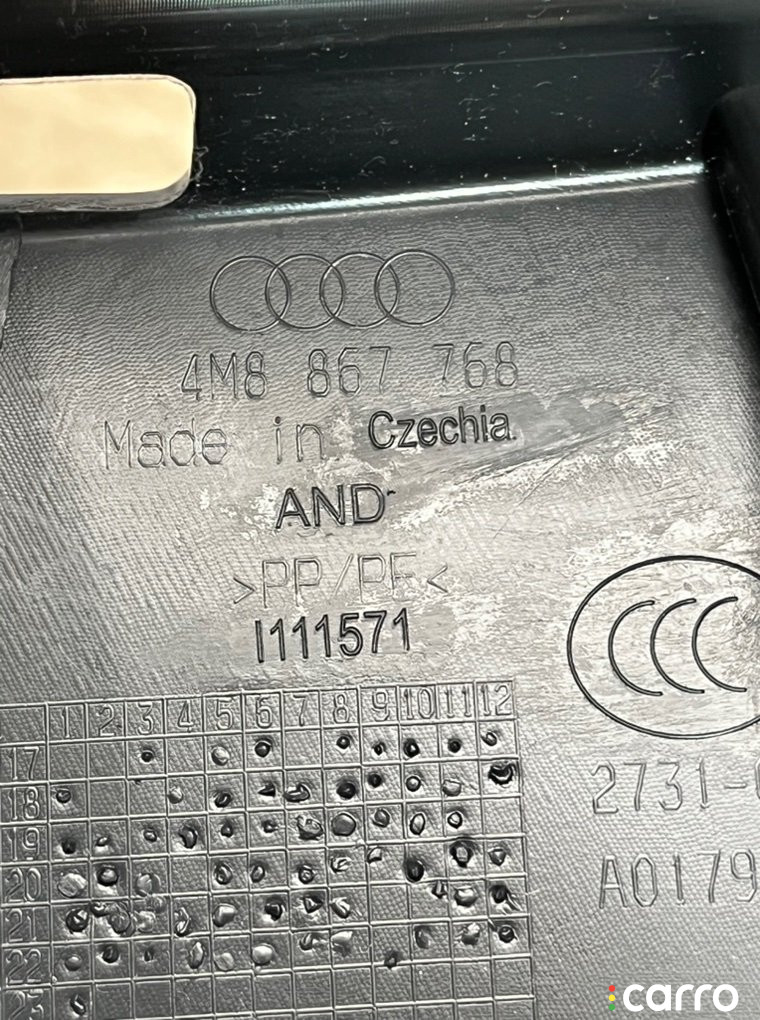 4M8 867 768
Made in Czechia.
AND
>PP/PE<
I111571
CCC
1 2 3 4 5 6 7 8 9 10 11 12
17
18
19
20
21
22
23
2731-
A0179
carro